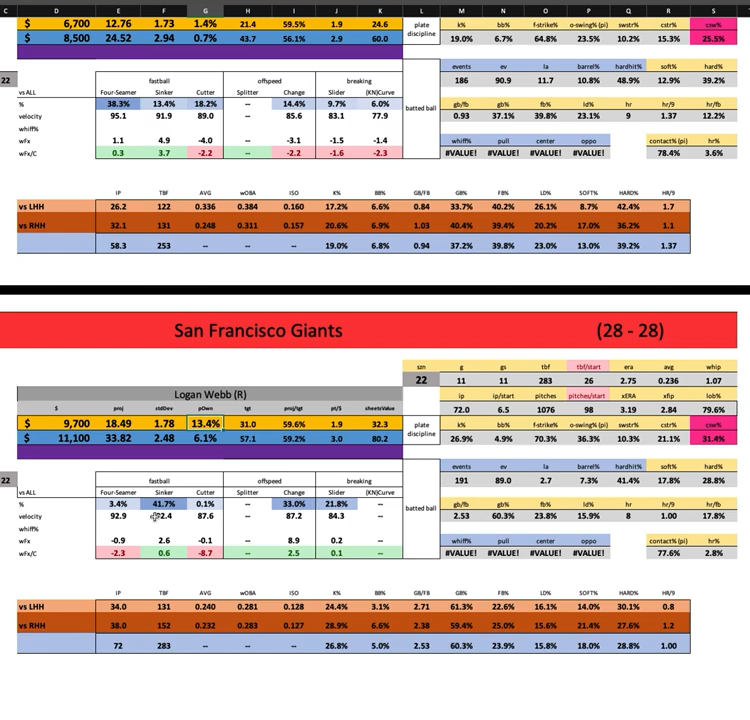 C D E F G H I J K L M N O P Q R S
$ 6,700 12.76 1.73 1.4% 21.4 59.5% 1.9 24.6 plate discipline k% bb% f-strike% o-swing% (pi) swstr% cstr% csw%
$ 8,500 24.52 2.94 0.7% 43.7 56.1% 2.9 60.0 19.0% 6.7% 64.8% 23.5% 10.2% 15.3% 25.5%
events ev la barrel% hardhit% soft% hard%
22 fastball offspeed breaking 186 90.9 11.7 10.8% 48.9% 12.9% 39.2%
vs ALL Four-Seamer Sinker Cutter Splitter Change Slider (KN)Curve
% 38.3% 13.4% 18.2% -- 14.4% 9.7% 6.0% batted ball gb/fb gb% fb% ld% hr hr/9 hr/fb
velocity 95.1 91.9 89.0 -- 85.6 83.1 77.9 0.93 37.1% 39.8% 23.1% 9 1.37 12.2%
whiff%
wFx 1.1 4.9 -4.0 -3.1 -1.5 -1.4 whiff% pull center oppo contact% (pi) hr%
wFx/C 0.3 3.7 -2.2 -- -2.2 -1.6 -2.3 #VALUE! #VALUE! #VALUE! #VALUE! 78.4% 3.6%
IP TBF AVG wOBA ISO K% BB% GB/FB GB% FB% LD% SOFT% HARD% HR/9
vs LHH 26.2 122 0.336 0.384 0.160 17.2% 6.6% 0.84 33.7% 40.2% 26.1% 8.7% 42.4% 1.7
vs RHH 32.1 131 0.248 0.311 0.157 20.6% 6.9% 1.03 40.4% 39.4% 20.2% 17.0% 36.2% 1.1
58.3 253 -- -- -- 19.0% 6.8% 0.94 37.2% 39.8% 23.0% 13.0% 39.2% 1.37
San Francisco Giants (28 - 28)
szn g gs tbf tbf/start era avg whip
22 11 11 283 26 2.75 0.236 1.07
Logan Webb (R) ip ip/start pitches pitches/start xERA xfip lob%
$ proj stdDev pOwn tgt proj/tgt pt/$ sheetsValue 72.0 6.5 1076 98 3.19 2.84 79.6%
$ 9,700 18.49 1.78 13.4% 31.0 59.6% 1.9 32.3 plate discipline k% bb% f-strike% o-swing% (pi) swstr% cstr% csw%
$ 11,100 33.82 2.48 6.1% 57.1 59.2% 3.0 80.2 26.9% 4.9% 70.3% 36.3% 10.3% 21.1% 31.4%
events ev la barrel% hardhit% soft% hard%
22 fastball offspeed breaking 191 89.0 2.7 7.3% 41.4% 17.8% 28.8%
vs ALL Four-Seamer Sinker Cutter Splitter Change Slider (KN)Curve
% 3.4% 41.7% 0.1% -- 33.0% 21.8% -- batted ball gb/fb gb% fb% ld% hr hr/9 hr/fb
velocity 92.9 92.4 87.6 -- 87.2 84.3 -- 2.53 60.3% 23.8% 15.9% 8 1.00 17.8%
whiff%
wFx -0.9 2.6 -0.1 8.9 0.2 whiff% pull center oppo contact% (pi) hr%
wFx/C -2.3 0.6 -8.7 -- 2.5 0.1 -- #VALUE! #VALUE! #VALUE! #VALUE! 77.6% 2.8%
IP TBF AVG wOBA ISO K% BB% GB/FB GB% FB% LD% SOFT% HARD% HR/9
vs LHH 34.0 131 0.240 0.281 0.128 24.4% 3.1% 2.71 61.3% 22.6% 16.1% 14.0% 30.1% 0.8
vs RHH 38.0 152 0.232 0.283 0.127 28.9% 6.6% 2.38 59.4% 25.0% 15.6% 21.4% 27.6% 1.2
72 283 -- -- -- 26.8% 5.0% 2.53 60.3% 23.9% 15.8% 18.0% 28.8% 1.00